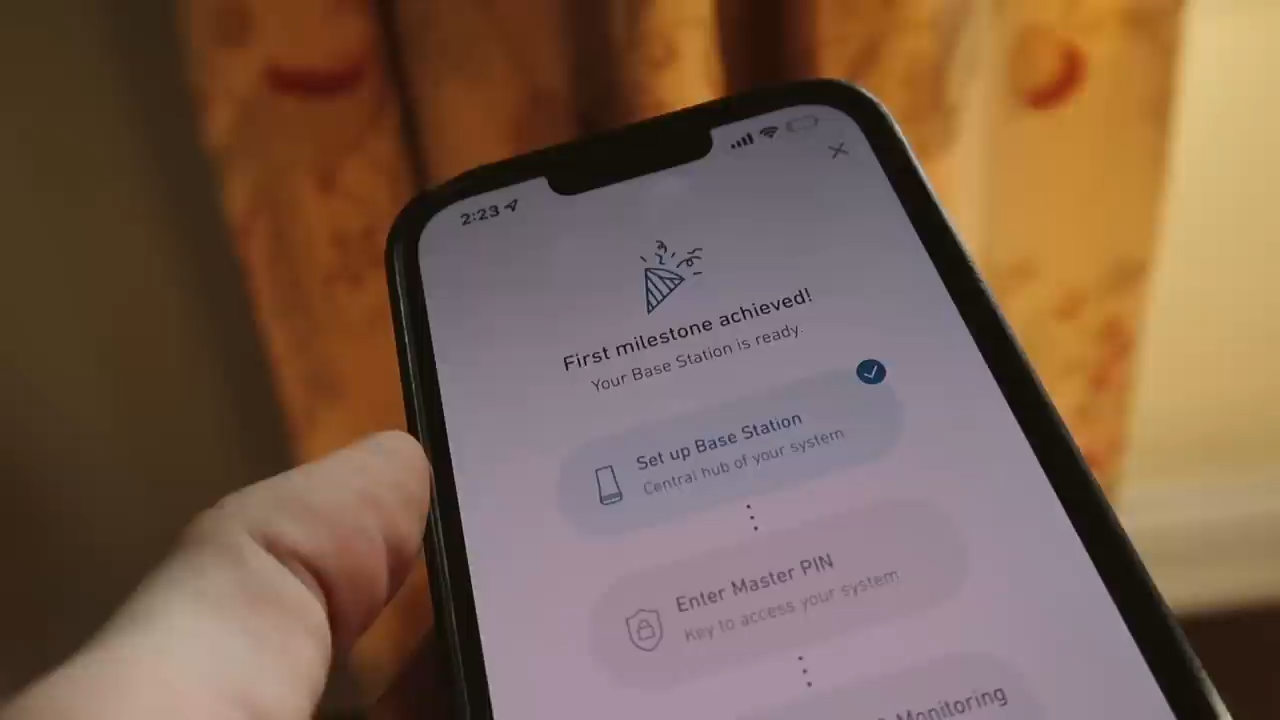 2:23
First milestone achieved!
Your Base Station is ready.
Set up Base Station
Central hub of your system
Enter Master PIN
Key to access your system
Monitoring